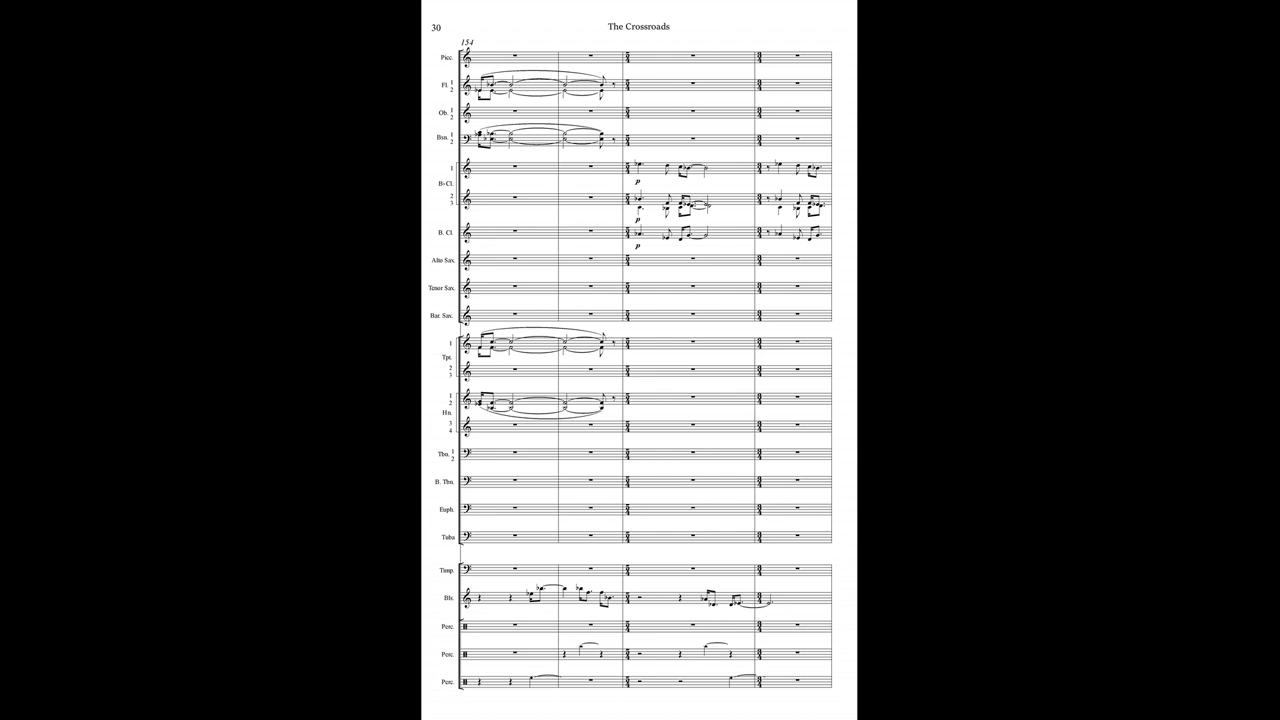 30
The Crossroads
154
Picc.
Fl. 1
2
Ob. 1
2
Bsn. 1
2
1
B♭ Cl.
2
3
p
p
B. Cl.
p
Alto Sax.
Tenor Sax.
Bar. Sax.
1
Tpt.
2
3
1
2
Hn.
3
4
Tbn. 1
2
B. Tbn.
Euph.
Tuba
Timp.
Bls.
Perc.
Perc.
Perc.